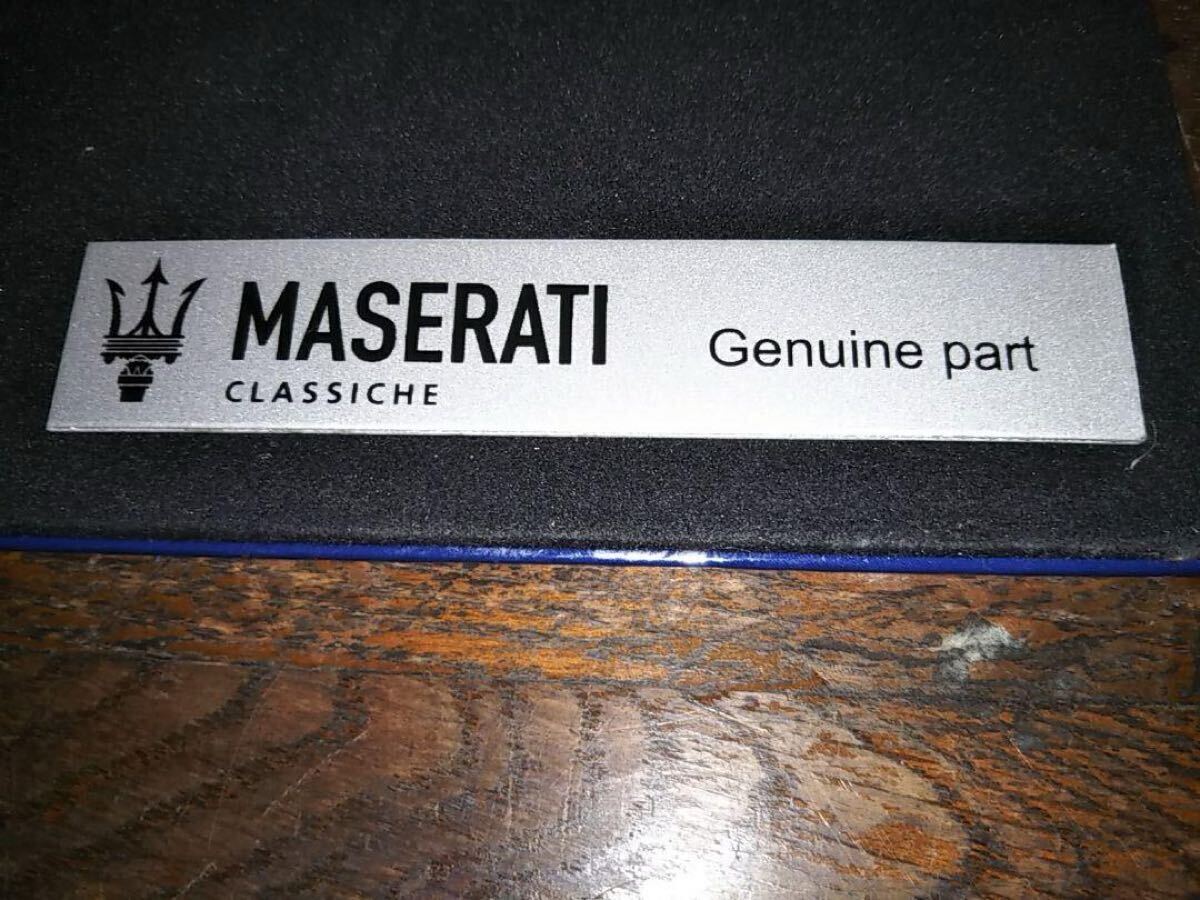 MASERATI
CLASSICHE
Genuine part